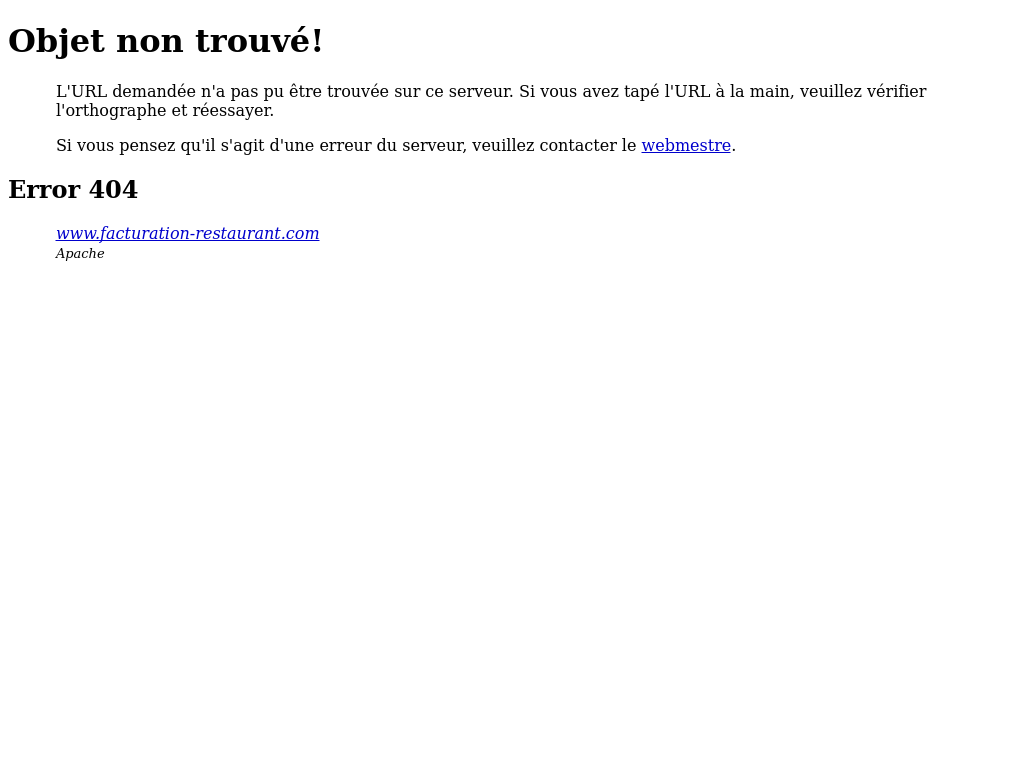 Objet non trouvé!
L'URL demandée n'a pas pu être trouvée sur ce serveur. Si vous avez tapé l'URL à la main, veuillez vérifier
l'orthographe et réessayer.
Si vous pensez qu'il s'agit d'une erreur du serveur, veuillez contacter le webmestre.
Error 404
www.facturation-restaurant.com
Apache